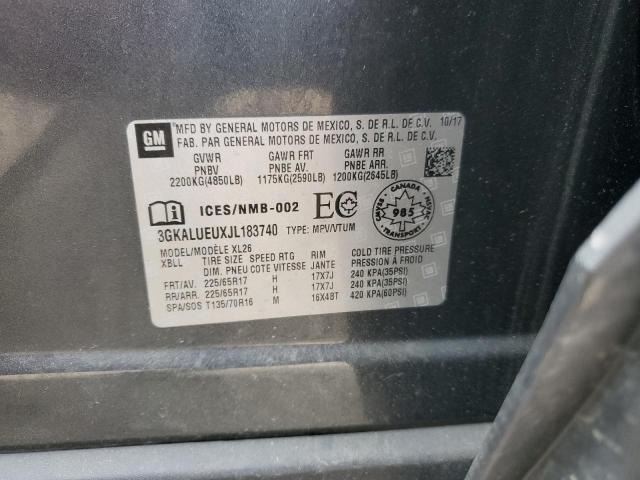 GM
MFD BY GENERAL MOTORS DE MEXICO, S. DE R.L. DE C.V. 10/17
FAB. PAR GENERAL MOTORS DE MEXICO, S. DE R.L. DE C.V.
GVWR GAWR FRT GAWR RR
PNBV PNBE AV. PNBE ARR.
2200KG(4850LB) 1175KG(2590LB) 1200KG(2645LB)
ICES/NMB-002 EC
CANADA
985
CMVSS NSVAC
3GKALUEUXJL183740 TYPE: MPV/VTUM
MODEL/MODÈLE XL26
XBLL TIRE SIZE SPEED RTG RIM COLD TIRE PRESSURE
DIM. PNEU COTE VITESSE JANTE PRESSION À FROID
FRT/AV. 225/65R17 H 17X7J 240 KPA(35PSI)
RR/ARR. 225/65R17 H 17X7J 240 KPA(35PSI)
SPA/SOS T135/70R16 M 16X4BT 420 KPA(60PSI)